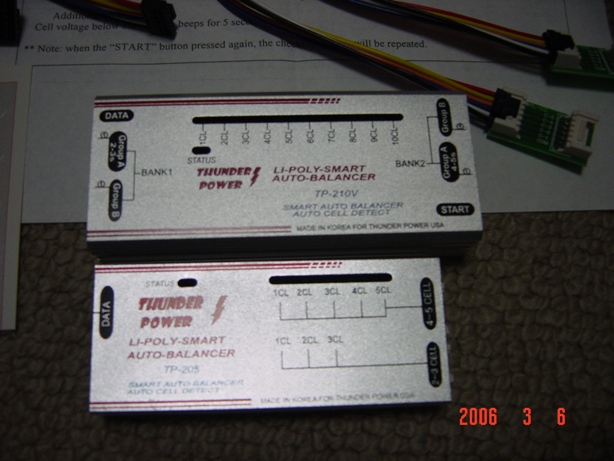 Cell voltage below beeps for 5
** Note: when the "START" button pressed again, the will be repeated.
DATA
Group A
2-3s
Group B
BANK1
1CL 2CL 3CL 4CL 5CL 6CL 7CL 8CL 9CL 10CL
STATUS
THUNDER POWER
LI-POLY-SMART
AUTO-BALANCER
TP-210V
SMART AUTO BALANCER
AUTO CELL DETECT
Group B
Group A
4-5s
BANK2
START
MADE IN KOREA FOR THUNDER POWER USA
STATUS
DATA
THUNDER
POWER
LI-POLY-SMART
AUTO-BALANCER
TP-205
SMART AUTO BALANCER
AUTO CELL DETECT
1CL 2CL 3CL 4CL 5CL
4-5 CELL
1CL 2CL 3CL
2-3 CELL
MADE IN KOREA FOR THUNDER POWER USA
2006 3 6